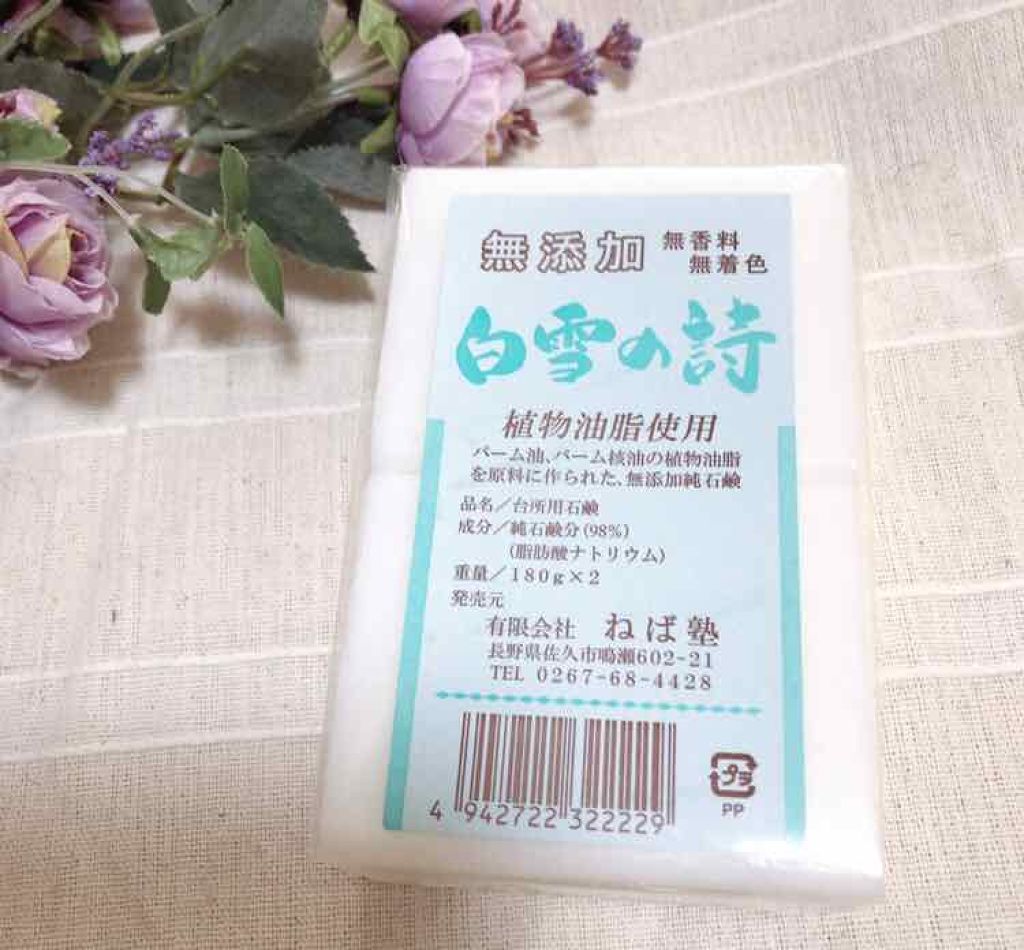 無添加 無香料
無着色
白雪の詩
植物油脂使用
パーム油、パーム核油の植物油脂
を原料に作られた、無添加純石鹸
品名／台所用石鹸
成分／純石鹸分(98%)
(脂肪酸ナトリウム)
重量／180g×2
発売元
有限会社 ねば塾
長野県佐久市鳴瀬602-21
TEL 0267-68-4428
4 942722 322229
プラ
PP